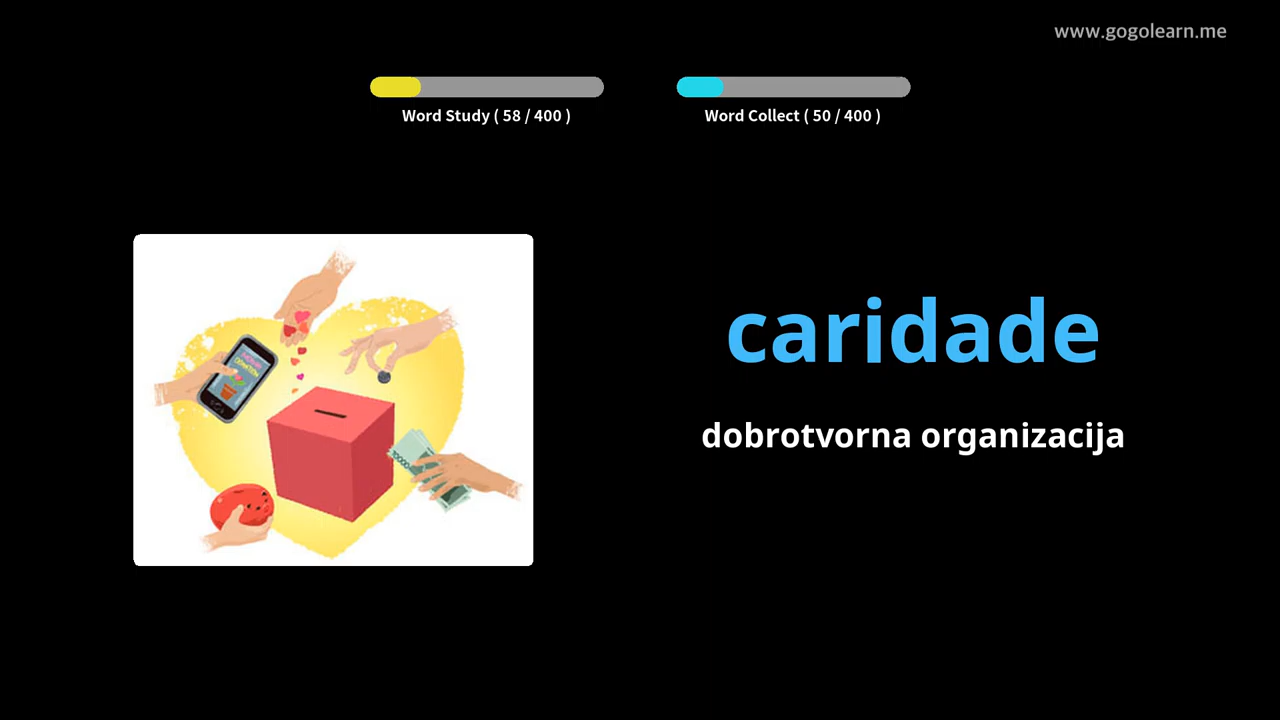 www.gogolearn.me
Word Study ( 58 / 400 )
Word Collect ( 50 / 400 )
caridade
dobrotvorna organizacija